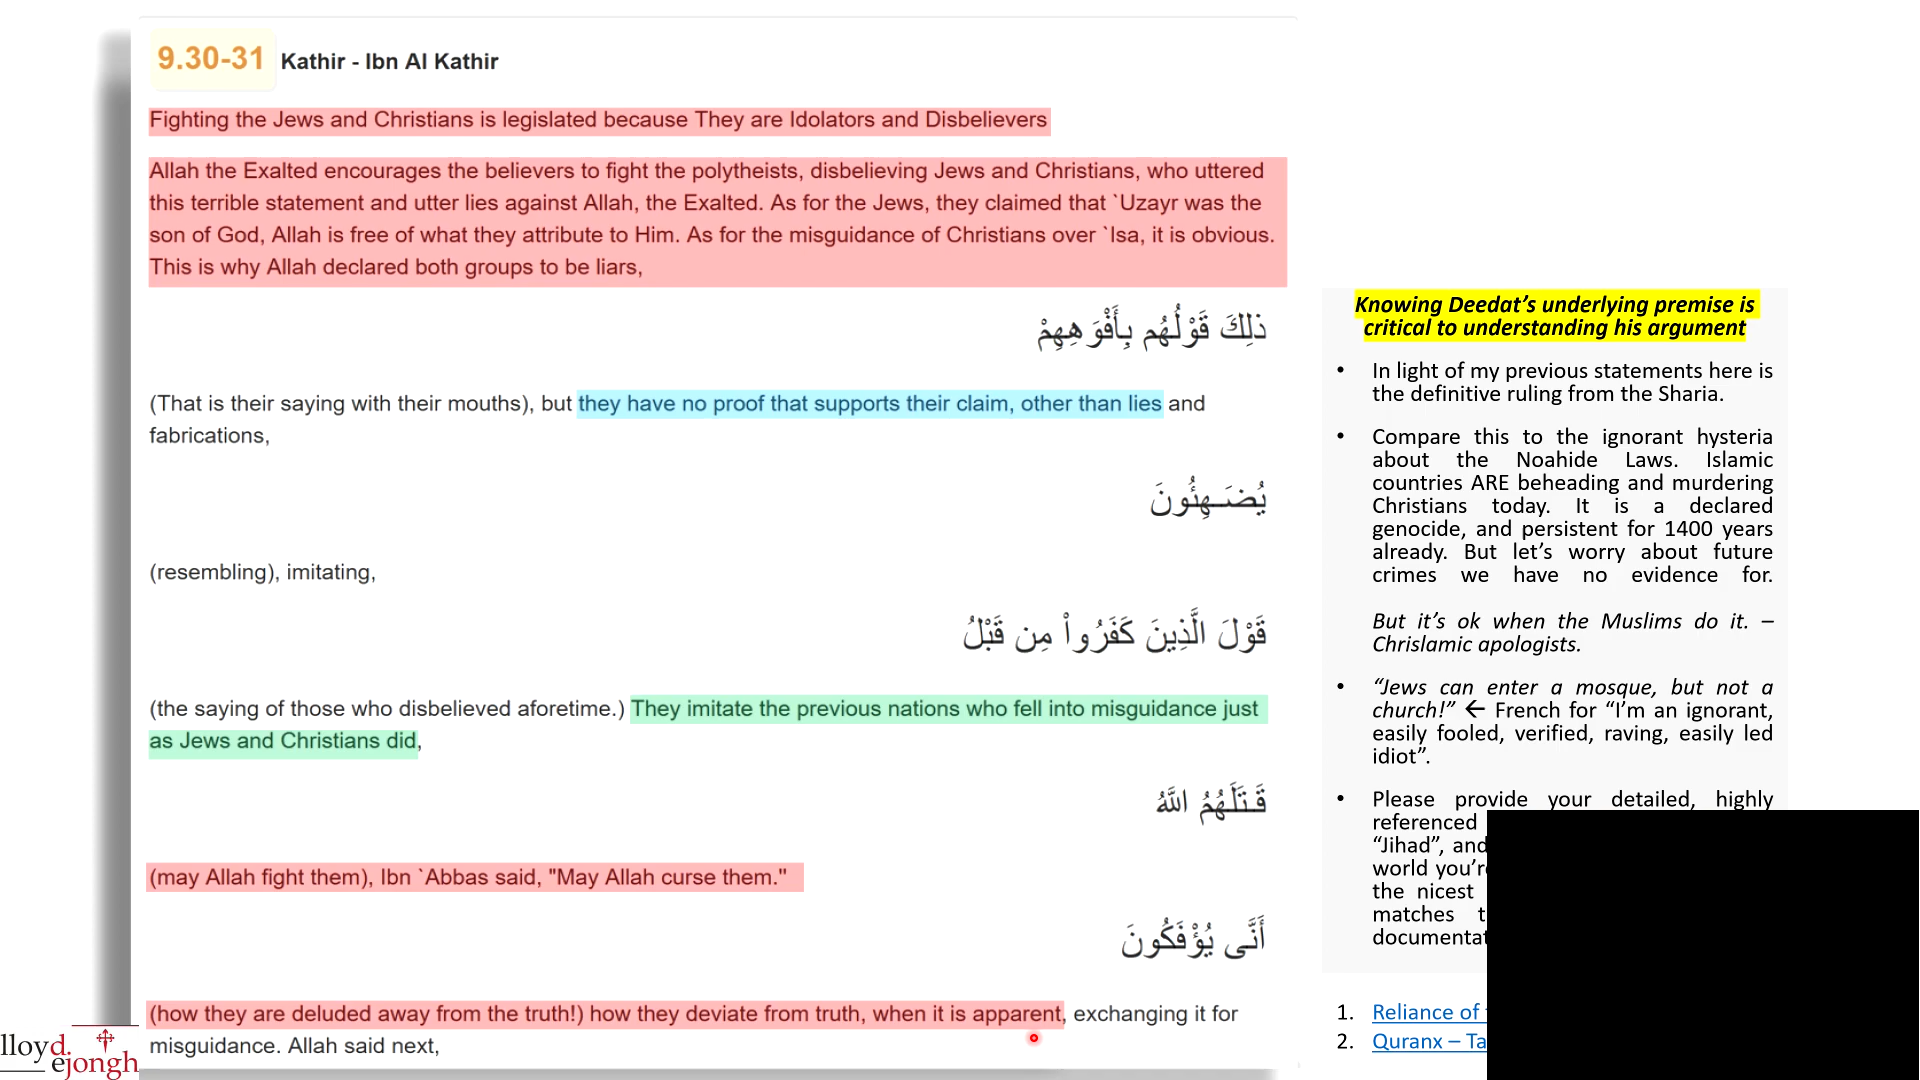 9.30-31 Kathir - Ibn Al Kathir
Fighting the Jews and Christians is legislated because They are Idolators and Disbelievers
Allah the Exalted encourages the believers to fight the polytheists, disbelieving Jews and Christians, who uttered
this terrible statement and utter lies against Allah, the Exalted. As for the Jews, they claimed that `Uzayr was the
son of God, Allah is free of what they attribute to Him. As for the misguidance of Christians over `Isa, it is obvious.
This is why Allah declared both groups to be liars,
ذلِكَ قَوْلُهُم بِأَفْوَهِهِمْ
(That is their saying with their mouths), but they have no proof that supports their claim, other than lies and
fabrications,
يُضَـهِئُونَ
(resembling), imitating,
قَوْلَ الَّذِينَ كَفَرُواْ مِن قَبْلُ
(the saying of those who disbelieved aforetime.) They imitate the previous nations who fell into misguidance just
as Jews and Christians did,
قَـتَلَهُمُ اللَّهُ
(may Allah fight them), Ibn `Abbas said, "May Allah curse them."
أَنَّى يُؤْفَكُونَ
(how they are deluded away from the truth!) how they deviate from truth, when it is apparent, exchanging it for
misguidance. Allah said next,
Knowing Deedat’s underlying premise is
critical to understanding his argument
• In light of my previous statements here is
the definitive ruling from the Sharia.
• Compare this to the ignorant hysteria
about the Noahide Laws. Islamic
countries ARE beheading and murdering
Christians today. It is a declared
genocide, and persistent for 1400 years
already. But let’s worry about future
crimes we have no evidence for.
But it’s ok when the Muslims do it. –
Chrislamic apologists.
• “Jews can enter a mosque, but not a
church!” ← French for “I’m an ignorant,
easily fooled, verified, raving, easily led
idiot”.
• Please provide your detailed, highly
referenced
“Jihad”, and
world you’re
the nicest
matches
1. Reliance of
2. Quranx –
lloyd.
ejongh